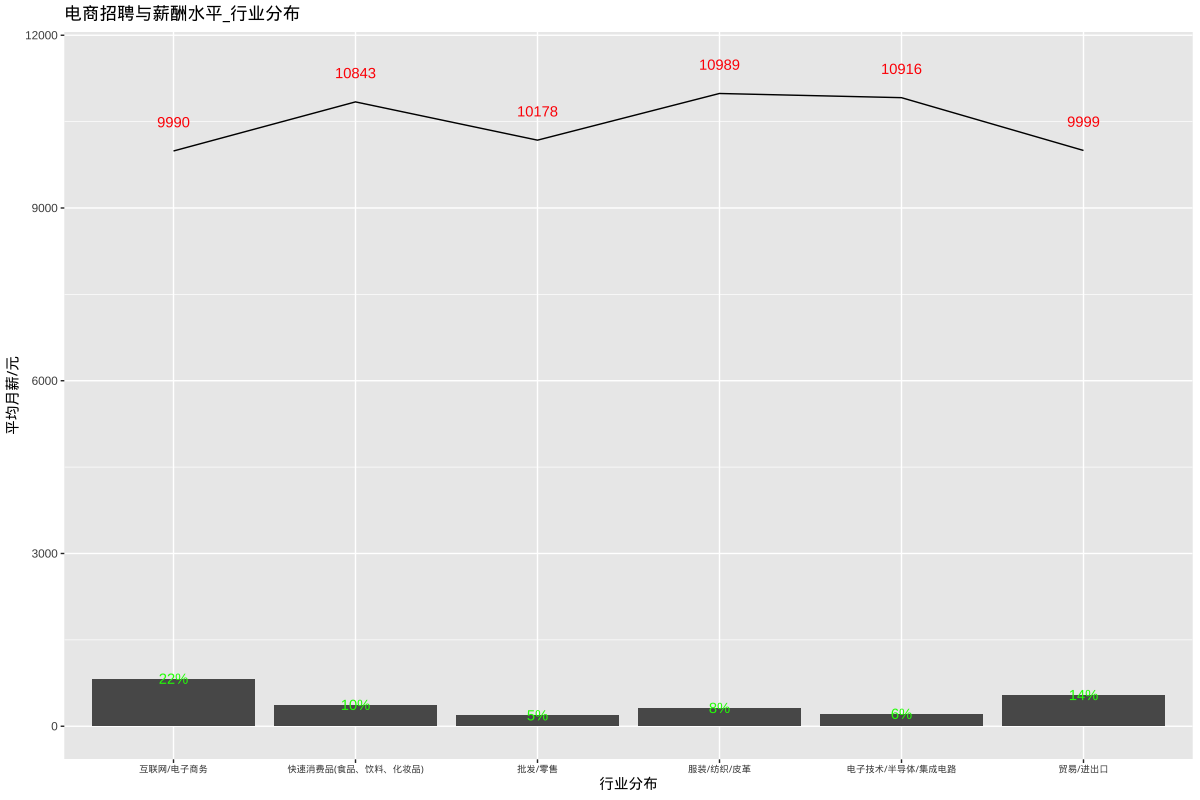 电商招聘与薪酬水平_行业分布
12000
9000
6000
3000
0
平均月薪/元
9990
10843
10178
10989
10916
9999
22%
10%
5%
8%
6%
14%
互联网/电子商务
快速消费品(食品、饮料、化妆品)
批发/零售
服装/纺织/皮革
电子技术/半导体/集成电路
贸易/进出口
行业分布